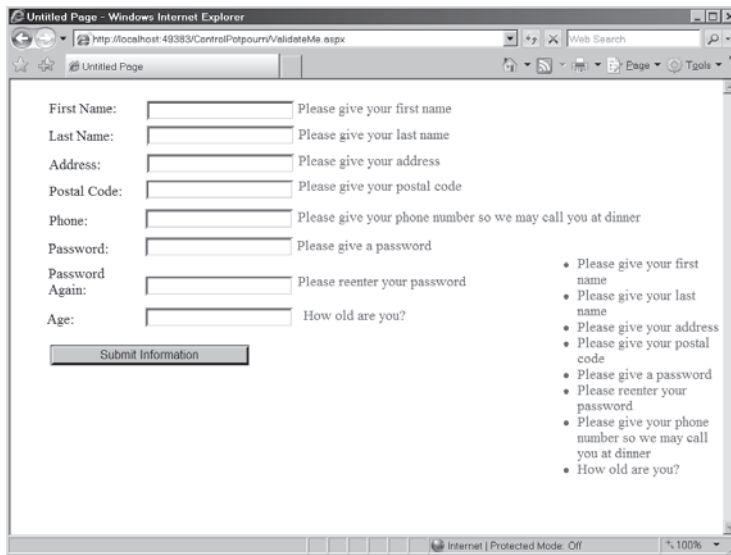 Untitled Page - Windows Internet Explorer
http://localhost:49383/ControlPotpourri/ValidateMe.aspx
Web Search
Untitled Page
Page
Tools
First Name:
Please give your first name
Last Name:
Please give your last name
Address:
Please give your address
Postal Code:
Please give your postal code
Phone:
Please give your phone number so we may call you at dinner
Password:
Please give a password
Password
Again:
Please reenter your password
Age:
How old are you?
Submit Information
• Please give your first
name
• Please give your last
name
• Please give your address
• Please give your postal
code
• Please give a password
• Please reenter your
password
• Please give your phone
number so we may call
you at dinner
• How old are you?
Internet | Protected Mode: Off
100%